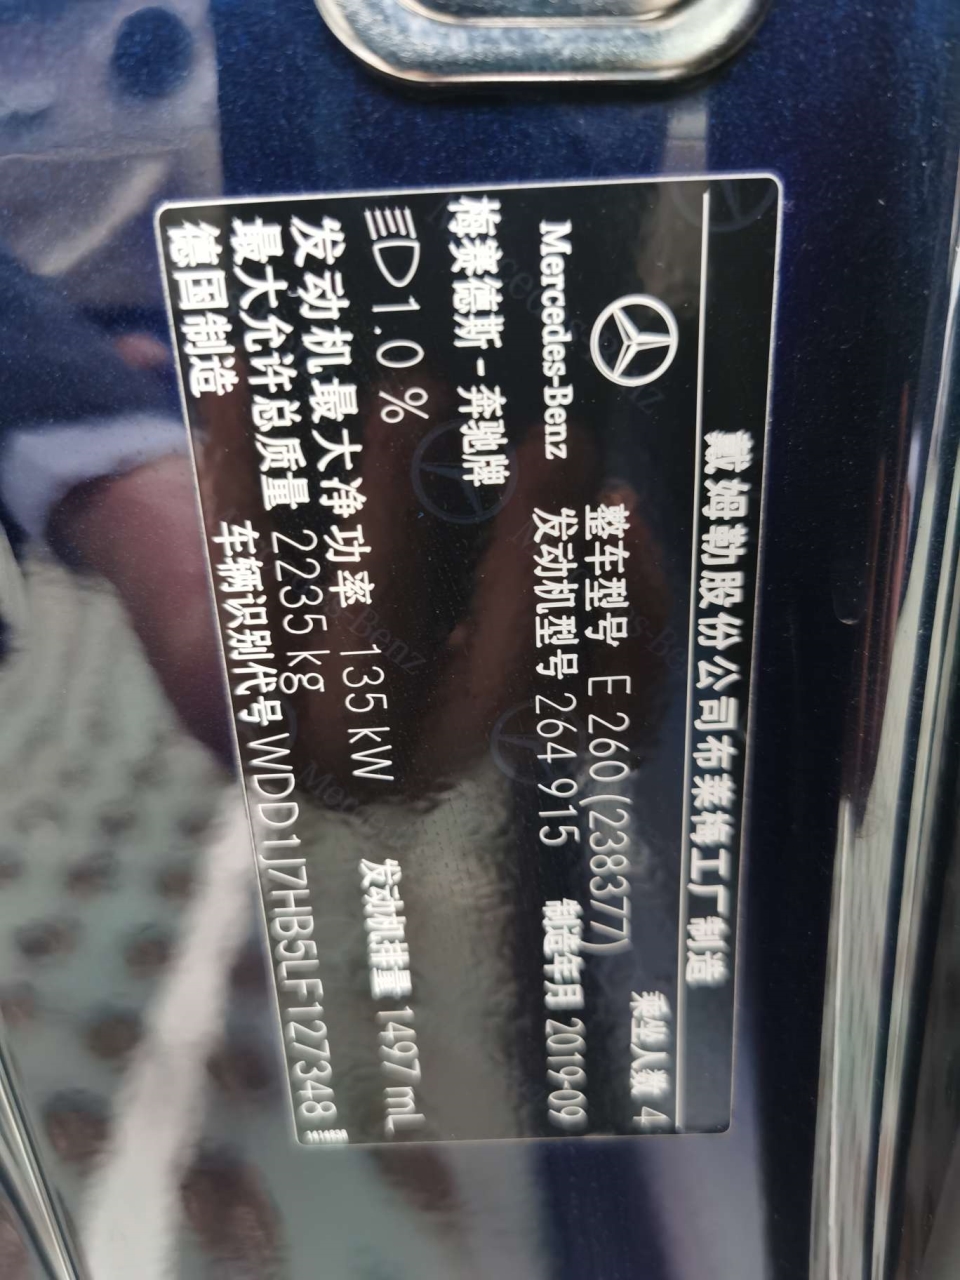 戴姆勒股份公司布莱梅工厂制造
乘坐人数 4
整车型号 E 260(238377)
Mercedes-Benz 发动机型号 264 915 制造年月 2019-09
梅赛德斯-奔驰牌
1.0 % 发动机排量 1497 mL
发动机最大净功率 135 kW
最大允许总质量 2235 kg
德国制造 车辆识别代号 WDD1J7HB5LF127348